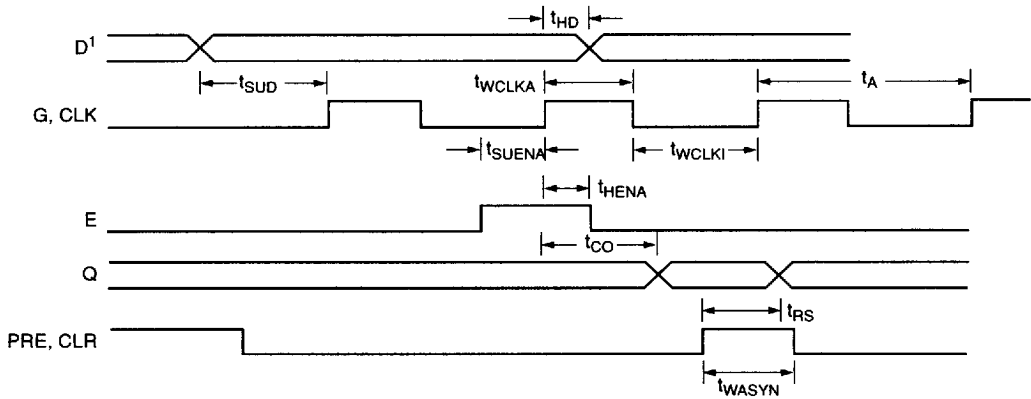 tHD
D1
tSUD
tWCLKA
tA
G, CLK
tSUENA
tWCLKI
tHENA
E
tCO
Q
tRS
PRE, CLR
tWASYN